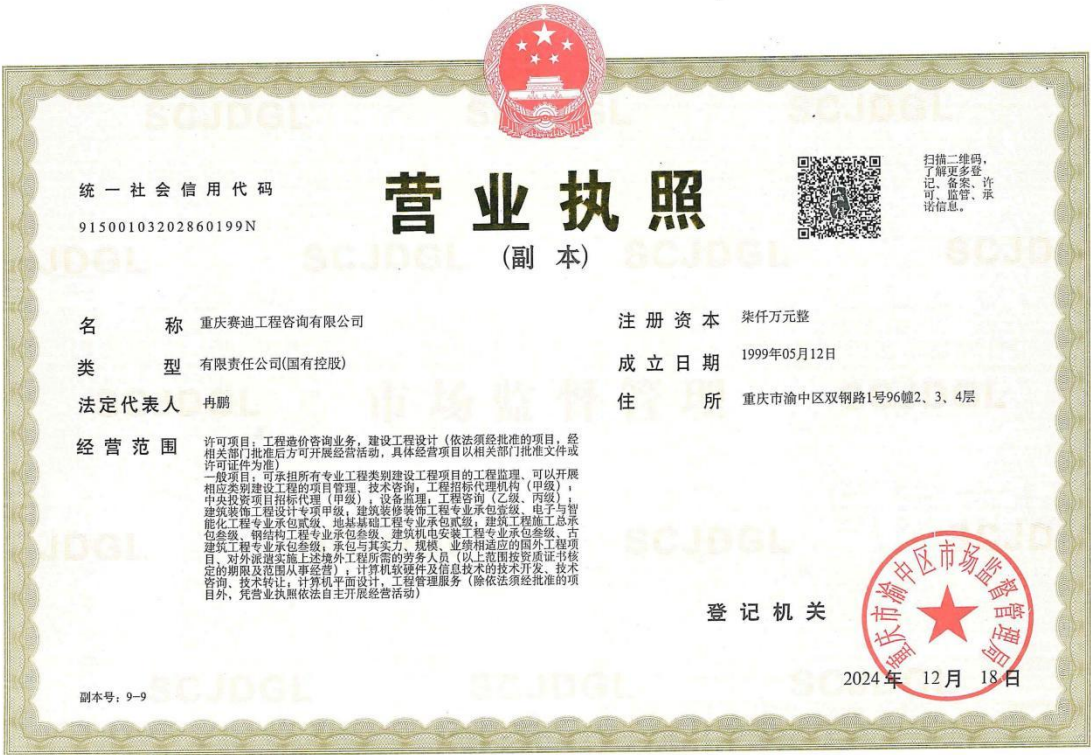 统一社会信用代码
91500103202860199N
营业执照
(副 本)
扫描二维码，
了解更多登
记、备案、许
可、监管、承
诺信息。
名 称 重庆赛迪工程咨询有限公司
类 型 有限责任公司(国有控股)
法定代表人 冉鹏
经营范围
许可项目：工程造价咨询业务，建设工程设计（依法须经批准的项目，经
相关部门批准后方可开展经营活动，具体经营项目以相关部门批准文件或
许可证件为准）
一般项目：可承担所有专业工程类别建设工程项目的工程监理、可以开展
相应类别建设工程的项目管理、技术咨询；工程招标代理机构（甲级）；
中央投资项目招标代理（甲级）；设备监理；工程咨询（乙级、丙级）；
建筑装饰工程设计专项甲级；建筑装修装饰工程专业承包壹级、电子与智
能化工程专业承包贰级、地基基础工程专业承包贰级；建筑工程施工总承
包叁级、钢结构工程专业承包叁级、建筑机电安装工程专业承包叁级、古
建筑工程专业承包叁级；承包与其实力、规模、业绩相适应的国外工程项
目、对外派遣实施上述境外工程所需的劳务人员（以上范围按资质证书核
定的期限及范围从事经营）；计算机软硬件及信息技术的技术开发、技术
咨询、技术转让；计算机平面设计，工程管理服务（除依法须经批准的项
目外，凭营业执照依法自主开展经营活动）
注册资本 柒仟万元整
成立日期 1999年05月12日
住 所 重庆市渝中区双钢路1号96幢2、3、4层
登记机关
重庆市渝中区市场监督管理局
2024年 12月 18日
副本号：9-9
SCJDGL
市场监督管理